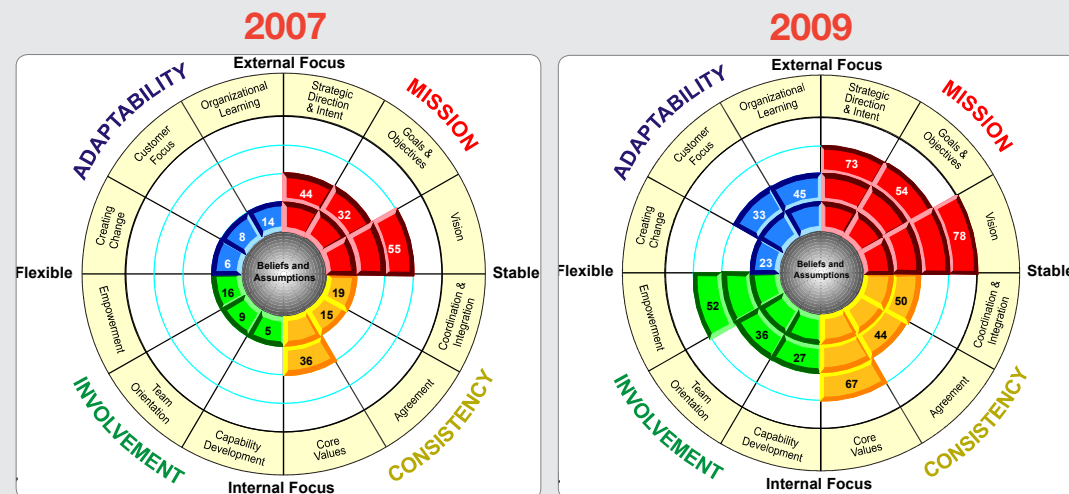 2007
External Focus
ADAPTABILITY
MISSION
Organizational
Learning
Strategic
Direction
& Intent
Customer
Focus
Goals &
Objectives
Creating
Change
Vision
44
32
55
14
8
6
Flexible
Beliefs and
Assumptions
Stable
16
9
5
19
15
36
Empowerment
Coordination &
Integration
Team
Orientation
Agreement
Capability
Development
Core
Values
INVOLVEMENT
CONSISTENCY
Internal Focus
2009
External Focus
ADAPTABILITY
MISSION
Organizational
Learning
Strategic
Direction
& Intent
Customer
Focus
Goals &
Objectives
Creating
Change
Vision
73
54
78
45
33
23
Flexible
Beliefs and
Assumptions
Stable
52
36
27
50
44
67
Empowerment
Coordination &
Integration
Team
Orientation
Agreement
Capability
Development
Core
Values
INVOLVEMENT
CONSISTENCY
Internal Focus